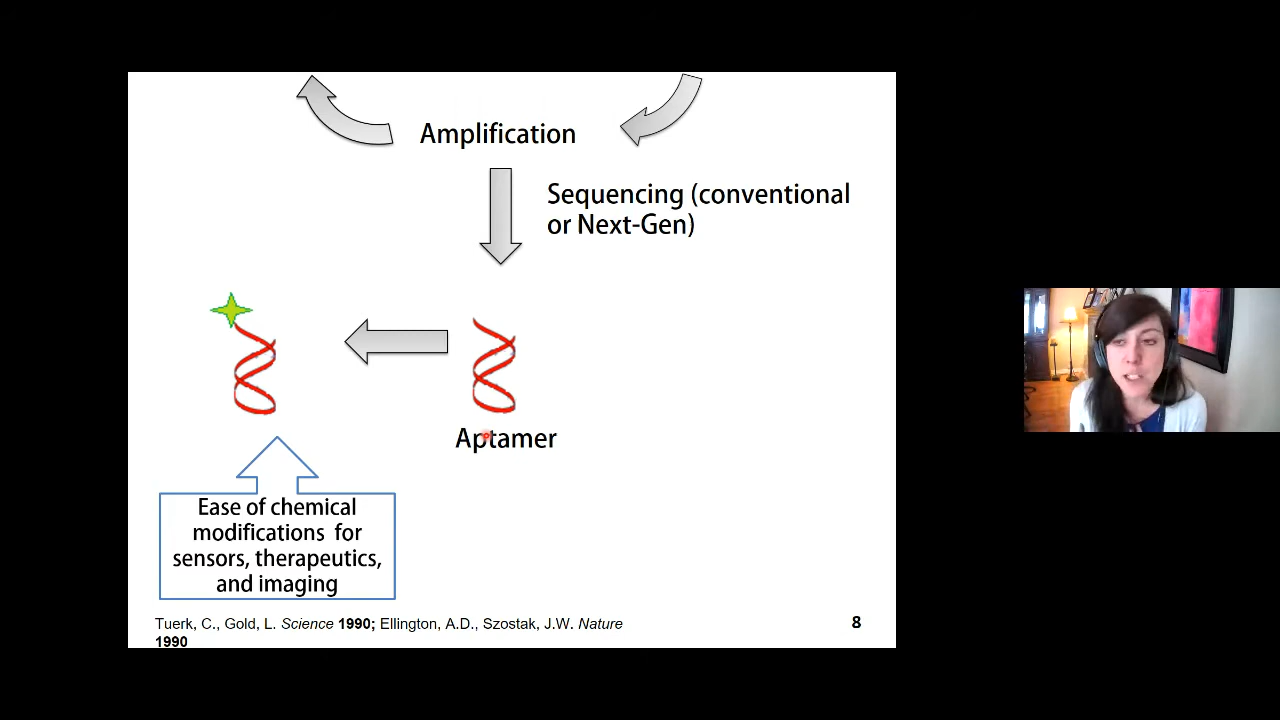 Amplification
Sequencing (conventional
or Next-Gen)
Aptamer
Ease of chemical
modifications for
sensors, therapeutics,
and imaging
Tuerk, C., Gold, L. Science 1990; Ellington, A.D., Szostak, J.W. Nature
1990
8